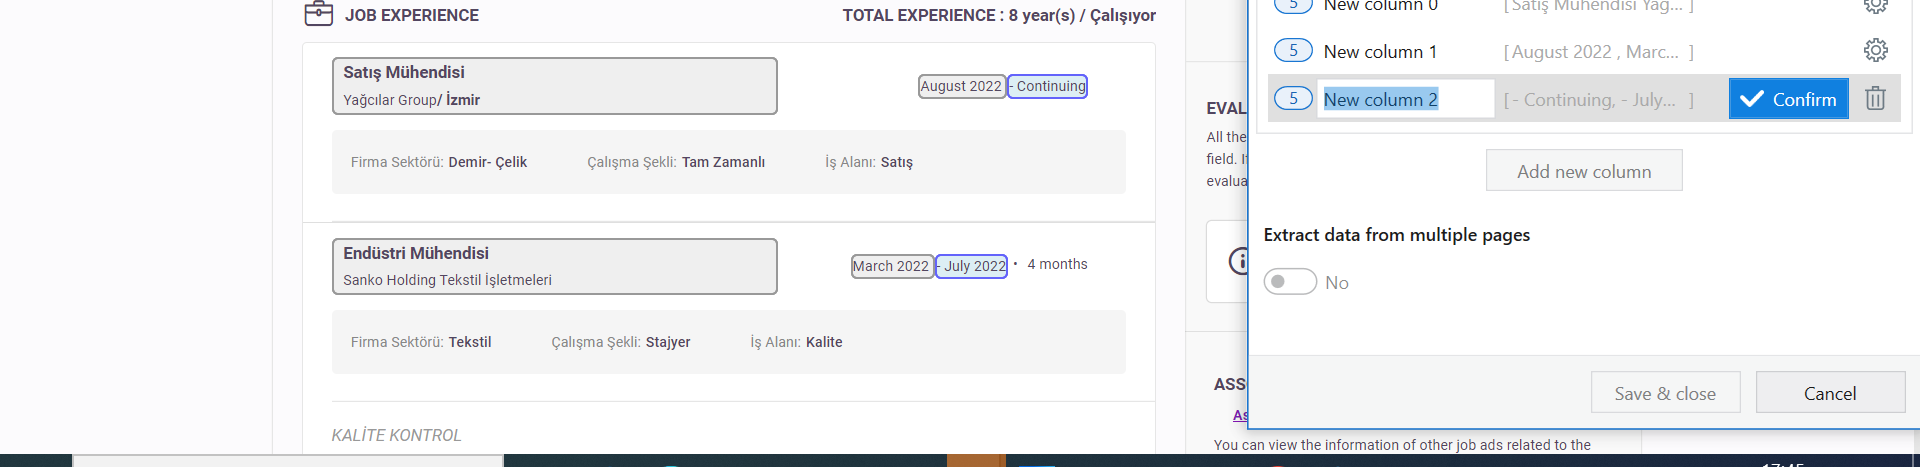 JOB EXPERIENCE
TOTAL EXPERIENCE : 8 year(s) / Çalışıyor
Satış Mühendisi
Yağcılar Group/ İzmir
August 2022 - Continuing
Firma Sektörü: Demir- Çelik Çalışma Şekli: Tam Zamanlı İş Alanı: Satış
Endüstri Mühendisi
Sanko Holding Tekstil İşletmeleri
March 2022 - July 2022 • 4 months
Firma Sektörü: Tekstil Çalışma Şekli: Stajyer İş Alanı: Kalite
KALİTE KONTROL
EVAL
All the
field. I
evalua
ASS
As
You can view the information of other job ads related to the
5 New column 0 [ Satış Mühendisi Yağ... ]
5 New column 1 [ August 2022 , Marc... ]
5 New column 2 [ - Continuing, - July... ] Confirm
Add new column
Extract data from multiple pages
No
Save & close Cancel